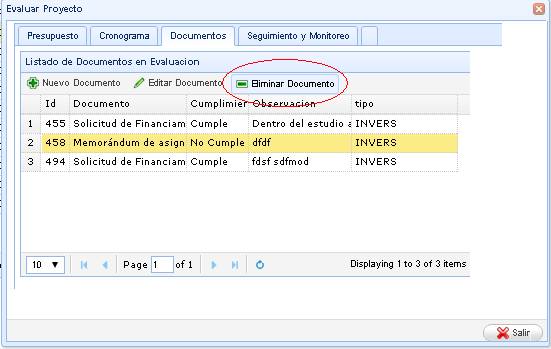 Evaluar Proyecto
Presupuesto Cronograma Documentos Seguimiento y Monitoreo
Listado de Documentos en Evaluacion
Nuevo Documento Editar Documento Eliminar Documento
Id Documento Cumplimier Observacion tipo
1 455 Solicitud de Financiam Cumple Dentro del estudio a INVERS
2 458 Memorándum de asign No Cumple dfdf INVERS
3 494 Solicitud de Financiam Cumple fdsf sdfmod INVERS
10 Page 1 of 1 Displaying 1 to 3 of 3 items
Salir